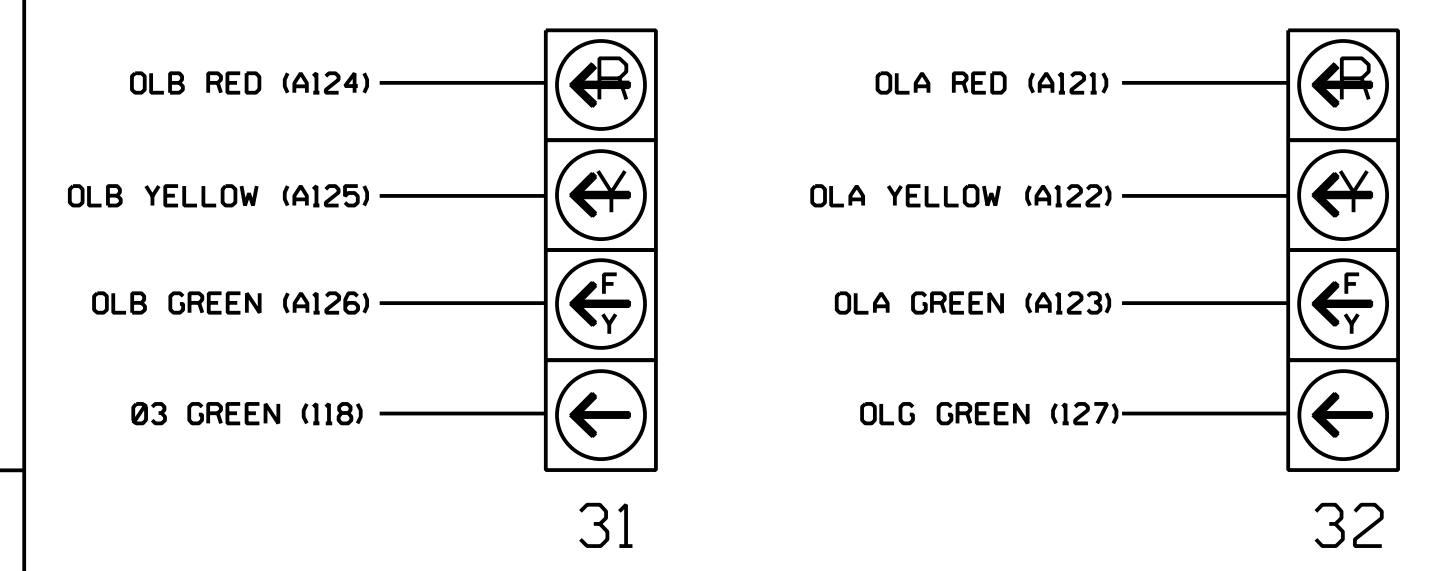 OLB RED (A124)
R
OLB YELLOW (A125)
Y
OLB GREEN (A126)
F
Y
Ø3 GREEN (118)
31
OLA RED (A121)
R
OLA YELLOW (A122)
Y
OLA GREEN (A123)
F
Y
OLG GREEN (127)
32